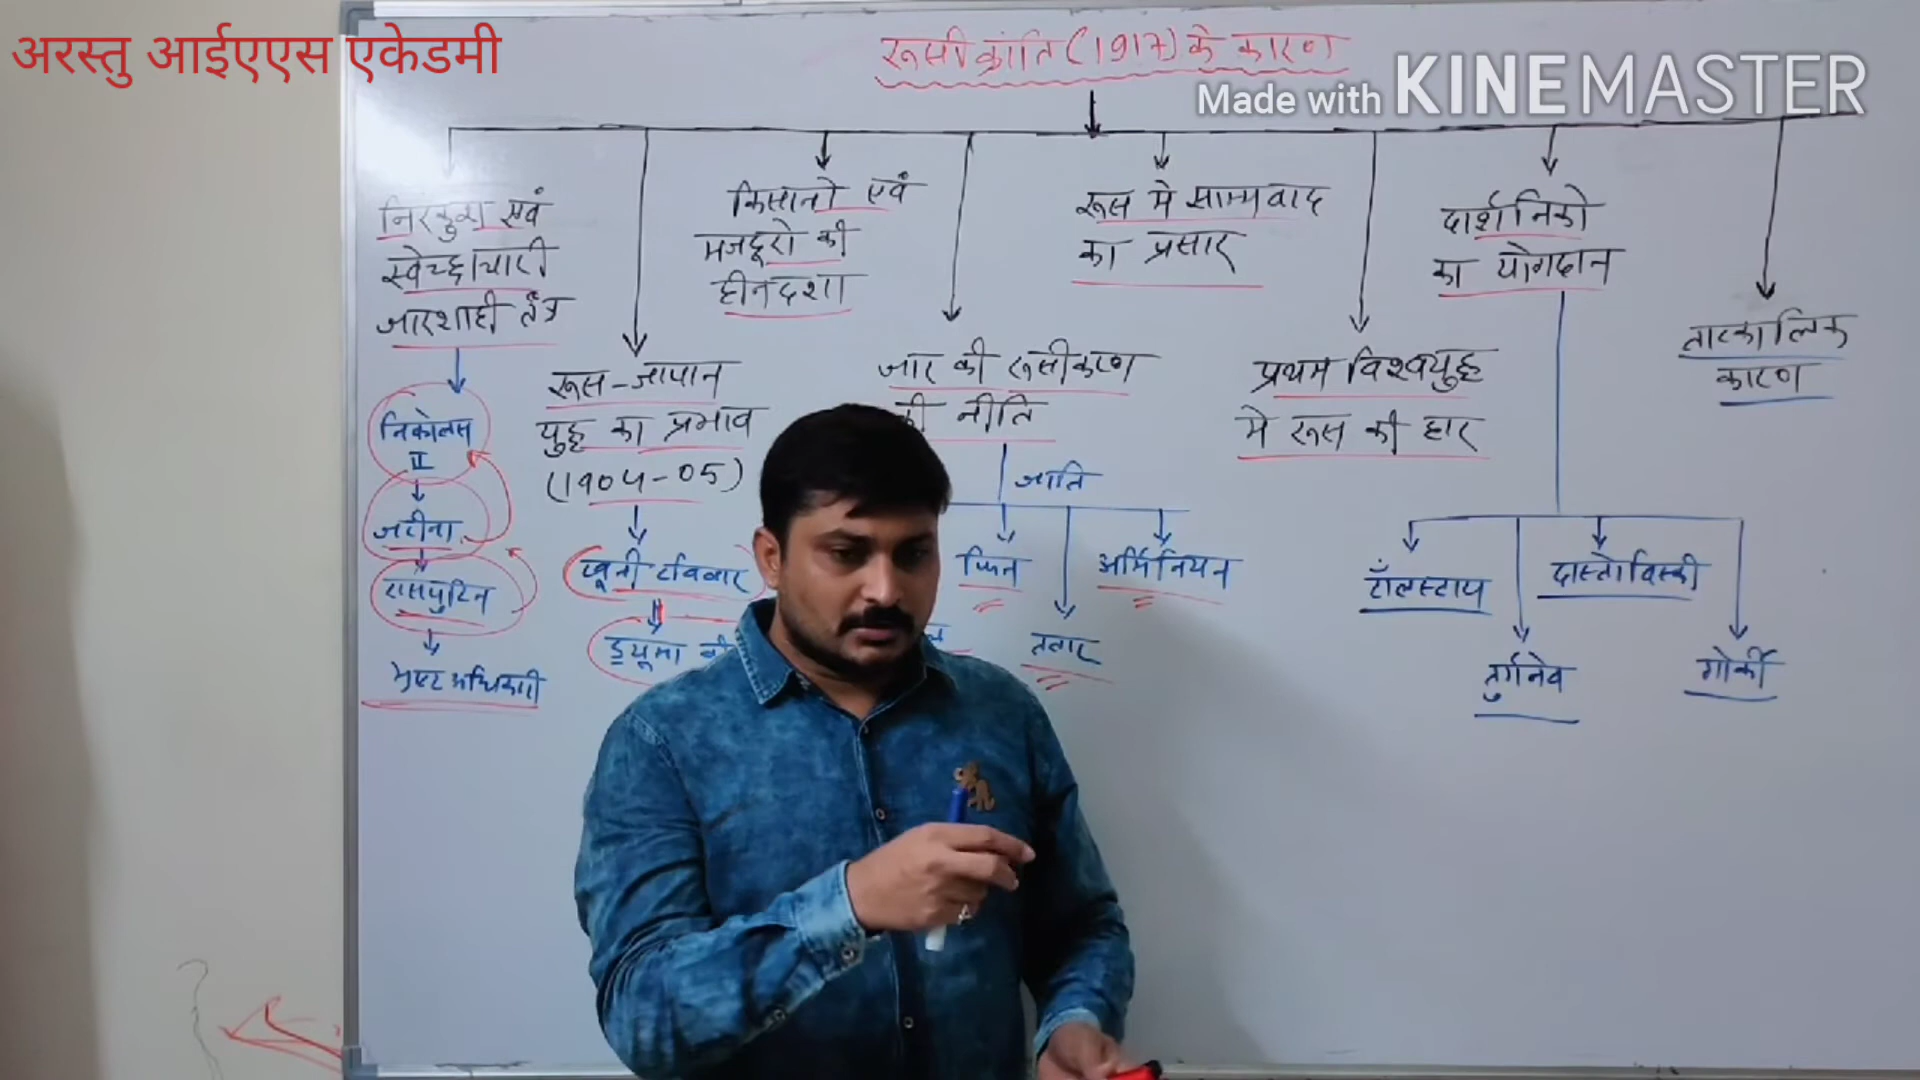 अरस्तु आईएएस एकेडमी
रूसी क्रांति (1917) के कारण
Made with KINEMASTER
निरंकुश एवं
स्वेच्छाचारी
जारशाही तंत्र
निकोलस
II
जरीना
रासपुटिन
भ्रष्ट अधिकारी
रूस-जापान
युद्ध का प्रभाव
(1904-05)
खूनी रविवार
ड्यूमा
किसानो एवं
मजदूरो की
हीनदशा
जार की रूसीकरण
की नीति
जाति
फिन
तातार
अर्मिनियन
रूस मे साम्यवाद
का प्रसार
प्रथम विश्वयुद्ध
मे रूस की हार
दार्शनिको
का योगदान
टॉलस्टाय
तुर्गनेव
दास्तोविस्की
गोर्की
तात्कालिक
कारण